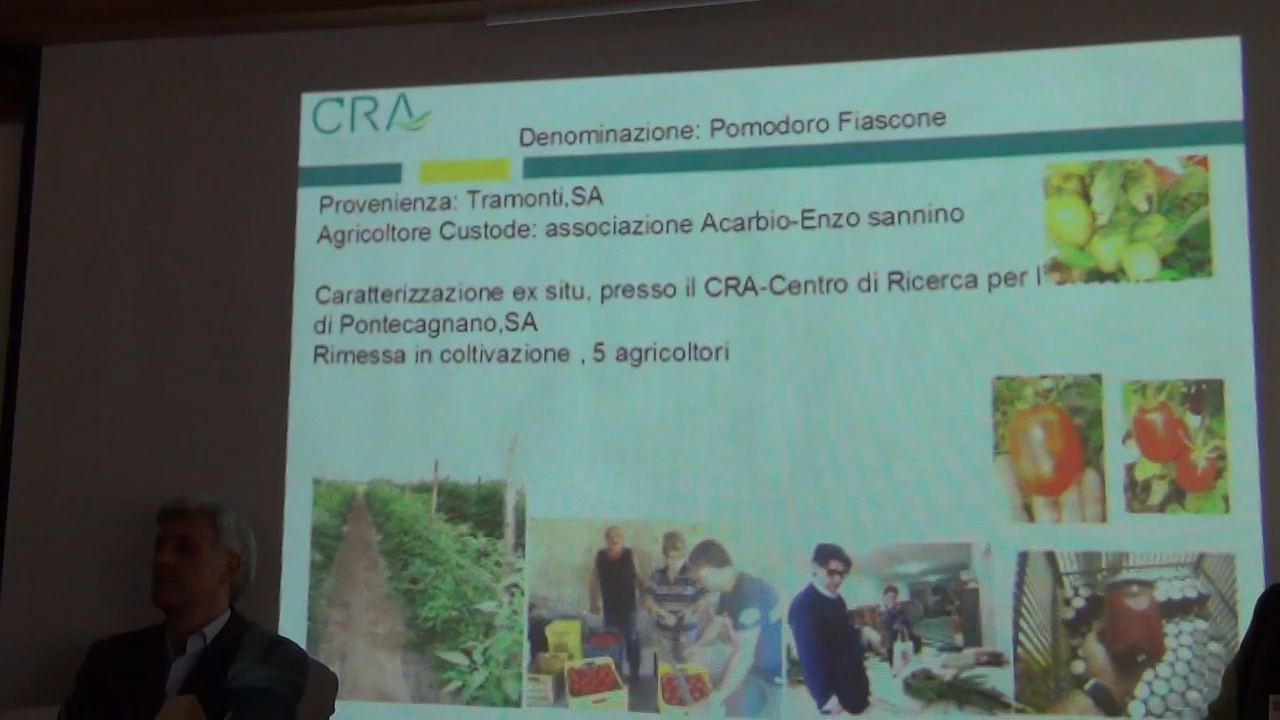 CRA
Denominazione: Pomodoro Fiascone
Provenienza: Tramonti,SA
Agricoltore Custode: associazione Acarbio-Enzo sannino
Caratterizzazione ex situ, presso il CRA-Centro di Ricerca per l'
di Pontecagnano,SA
Rimessa in coltivazione , 5 agricoltori